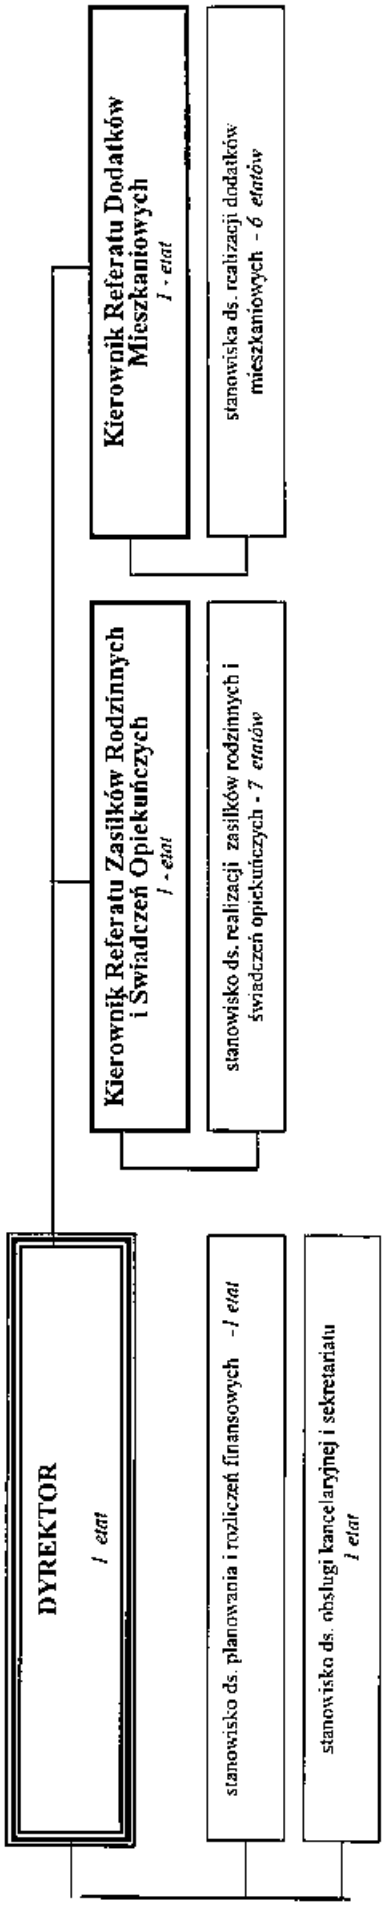 DYREKTOR
1 etat
stanowisko ds. planowania i rozliczeń finansowych - 1 etat
stanowisko ds. obsługi kancelaryjnej i sekretariatu
1 etat
Kierownik Referatu Zasiłków Rodzinnych
i Świadczeń Opiekuńczych
1 - etat
stanowisko ds. realizacji zasiłków rodzinnych i
świadczeń opiekuńczych - 7 etatów
Kierownik Referatu Dodatków
Mieszkaniowych
1 - etat
stanowiska ds. realizacji dodatków
mieszkaniowych - 6 etatów